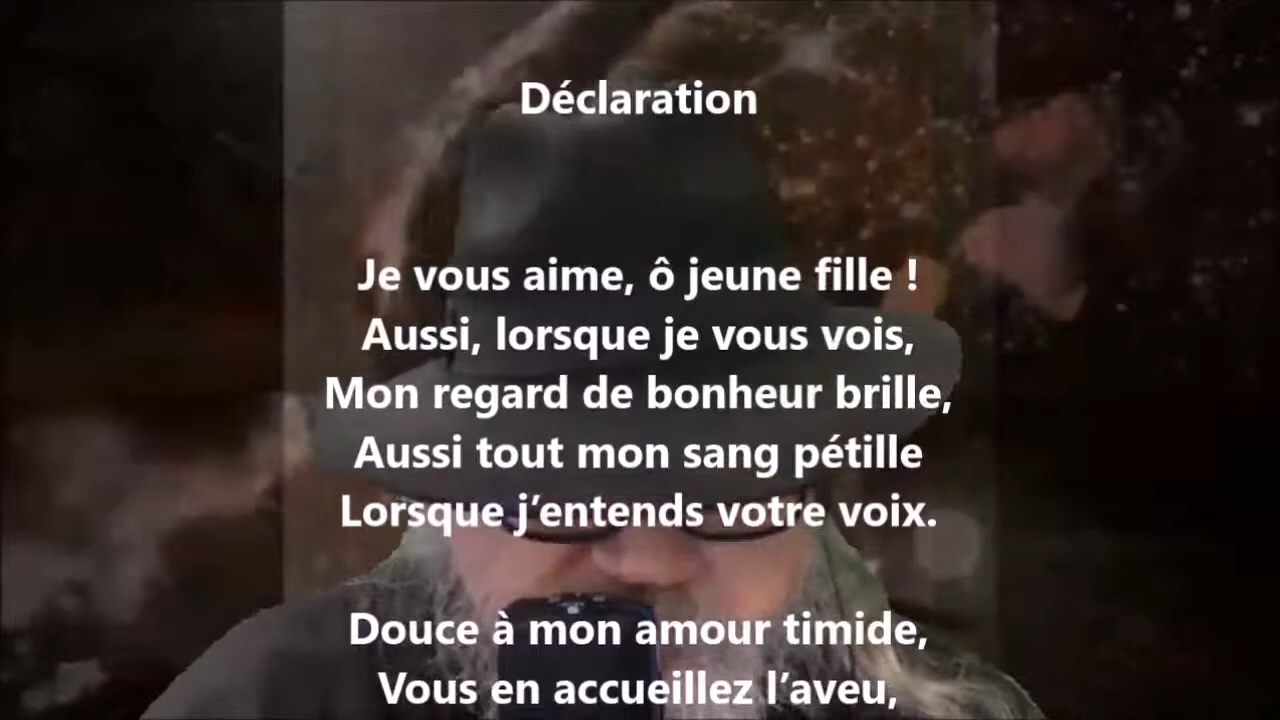 Déclaration
Je vous aime, ô jeune fille !
Aussi, lorsque je vous vois,
Mon regard de bonheur brille,
Aussi tout mon sang pétille
Lorsque j’entends votre voix.
Douce à mon amour timide,
Vous en accueillez l’aveu,